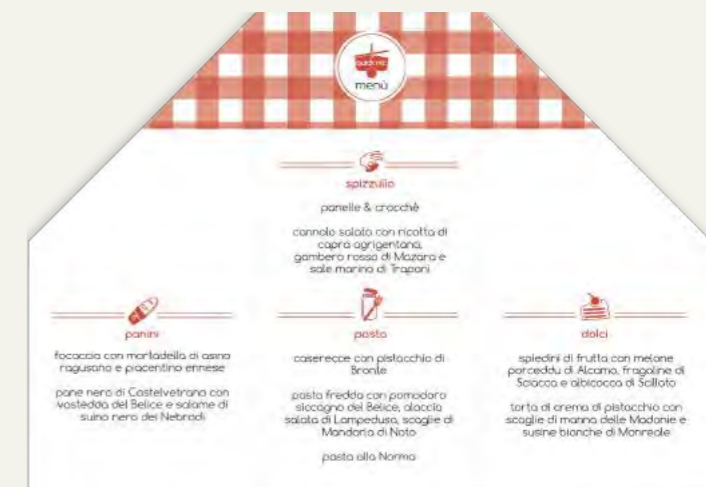 menù
spizzulio
panelle & crocchè
cannolo salato con ricotta di
capra agrigentana,
gambero rosso di Mazara e
sale marino di Trapani
panini
focaccia con mortadella di asina
ragusano e piacentino ennese
pane nero di Castelvetrano con
vastedda del Belice e salame di
suino nero dei Nebrodi
pasta
caserecce con pistacchio di
Bronte
pasta fredda con pomodoro
siccagno del Belice, alaccia
salata di Lampedusa, scaglie di
Mandorla di Noto
pasta alla Norma
dolci
spiedini di frutta con melone
porceddu di Alcamo, fragoline di
Sciacca e albicocca di Scillato
torta di crema di pistacchio con
scaglie di manna delle Madonie e
susine bianche di Monreale